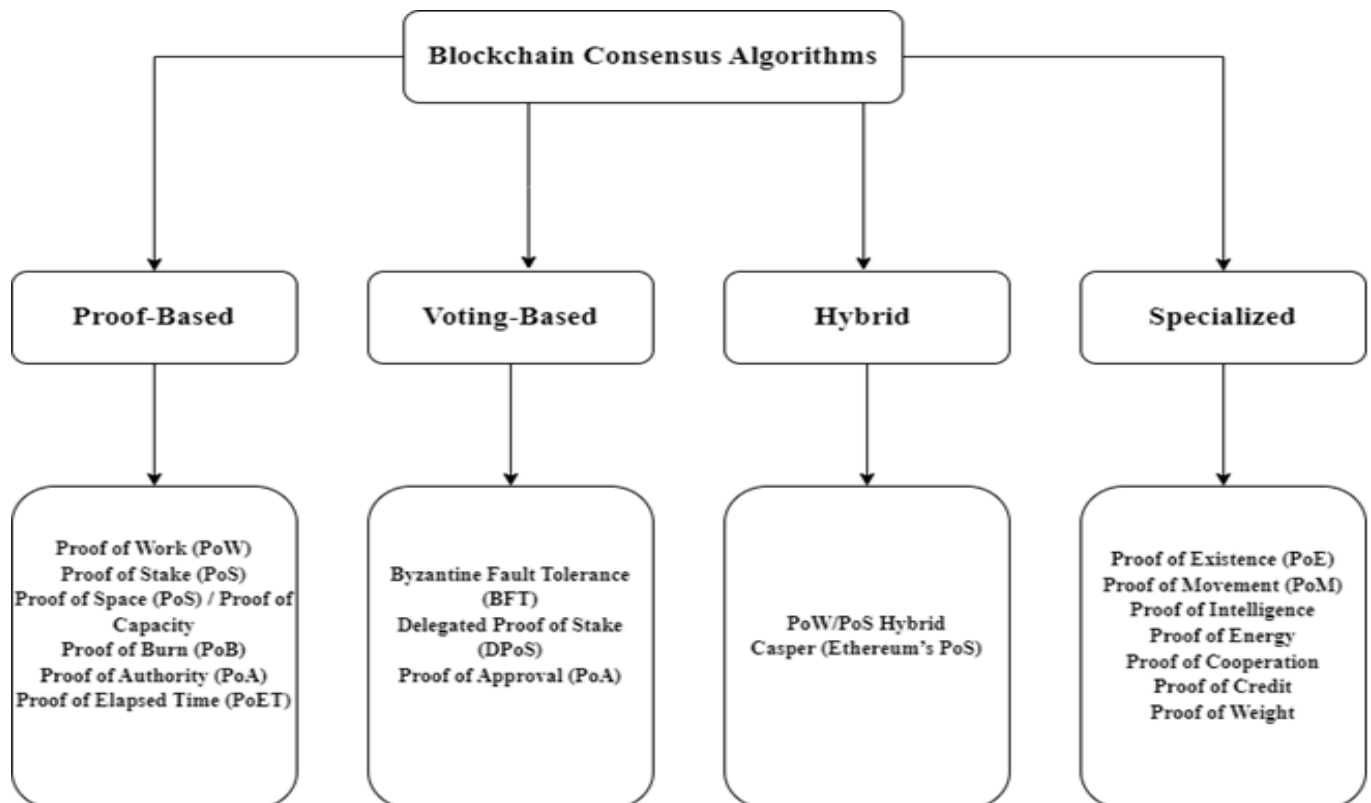 Blockchain Consensus Algorithms
Proof-Based
Voting-Based
Hybrid
Specialized
Proof of Work (PoW)
Proof of Stake (PoS)
Proof of Space (PoS) / Proof of
Capacity
Proof of Burn (PoB)
Proof of Authority (PoA)
Proof of Elapsed Time (PoET)
Byzantine Fault Tolerance
(BFT)
Delegated Proof of Stake
(DPoS)
Proof of Approval (PoA)
PoW/PoS Hybrid
Casper (Ethereum’s PoS)
Proof of Existence (PoE)
Proof of Movement (PoM)
Proof of Intelligence
Proof of Energy
Proof of Cooperation
Proof of Credit
Proof of Weight